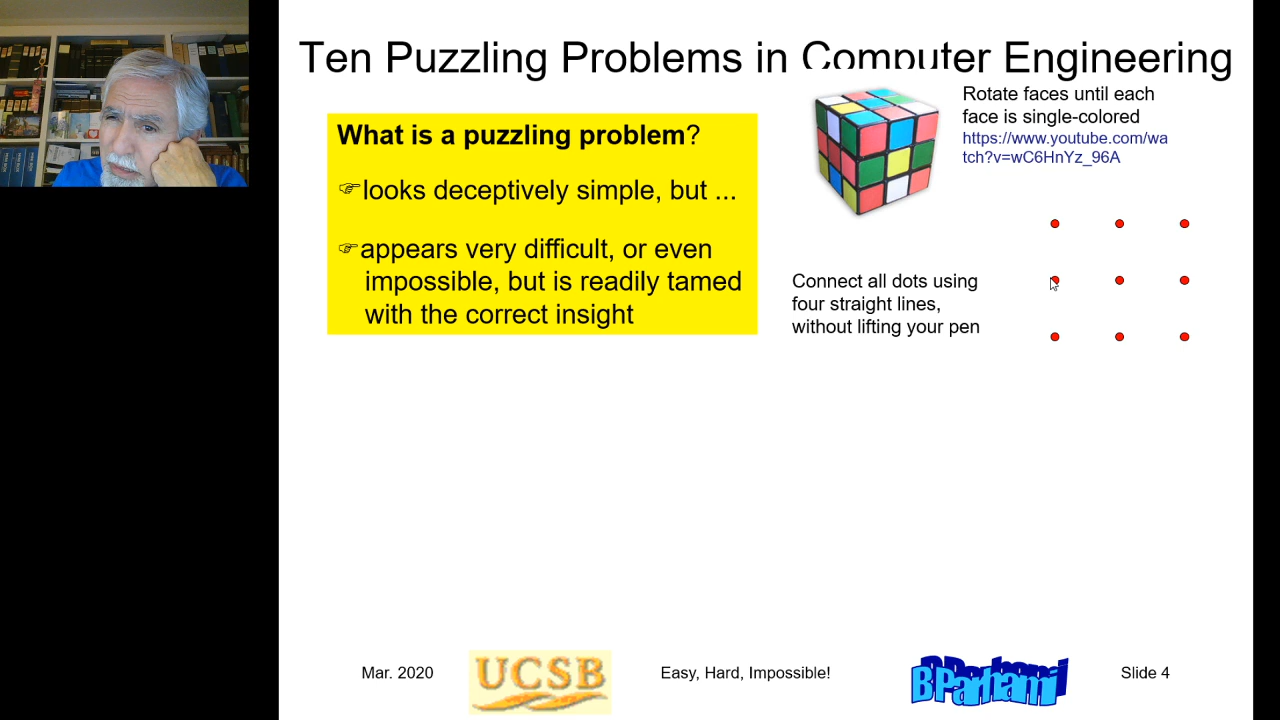 Ten Puzzling Problems in Computer Engineering
What is a puzzling problem?
looks deceptively simple, but ...
appears very difficult, or even
impossible, but is readily tamed
with the correct insight
Rotate faces until each
face is single-colored
https://www.youtube.com/wa
tch?v=wC6HnYz_96A
Connect all dots using
four straight lines,
without lifting your pen
Mar. 2020
UCSB
Easy, Hard, Impossible!
B Parhami
Slide 4